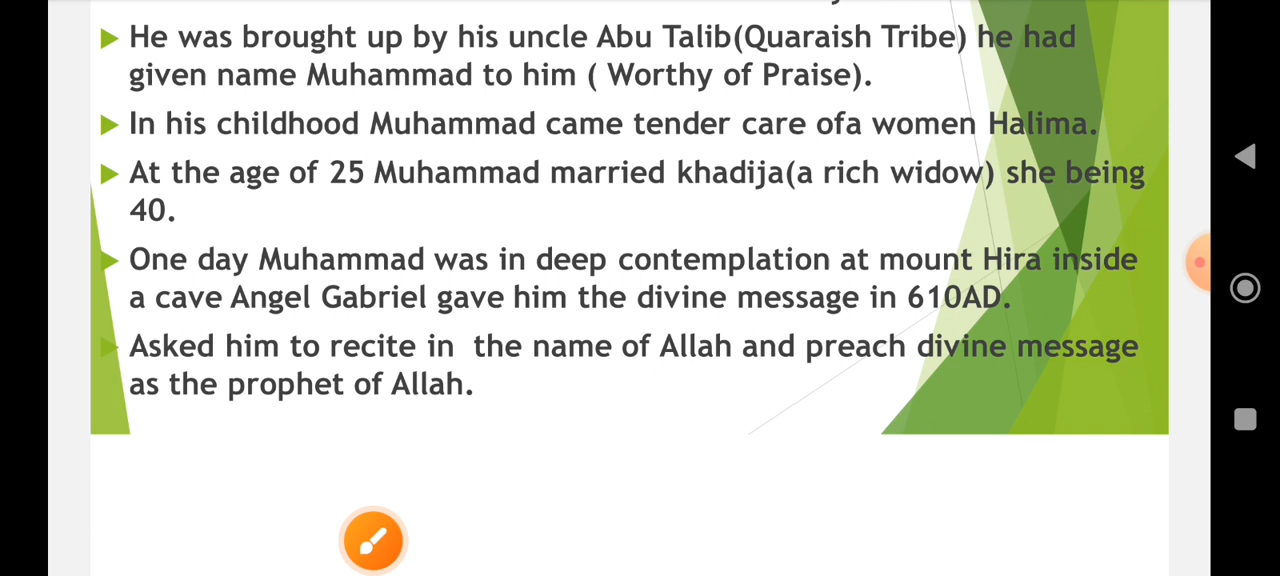 He was brought up by his uncle Abu Talib(Quaraish Tribe) he had
given name Muhammad to him ( Worthy of Praise).
In his childhood Muhammad came tender care ofa women Halima.
At the age of 25 Muhammad married khadija(a rich widow) she being
40.
One day Muhammad was in deep contemplation at mount Hira inside
a cave Angel Gabriel gave him the divine message in 610AD.
Asked him to recite in  the name of Allah and preach divine message
as the prophet of Allah.